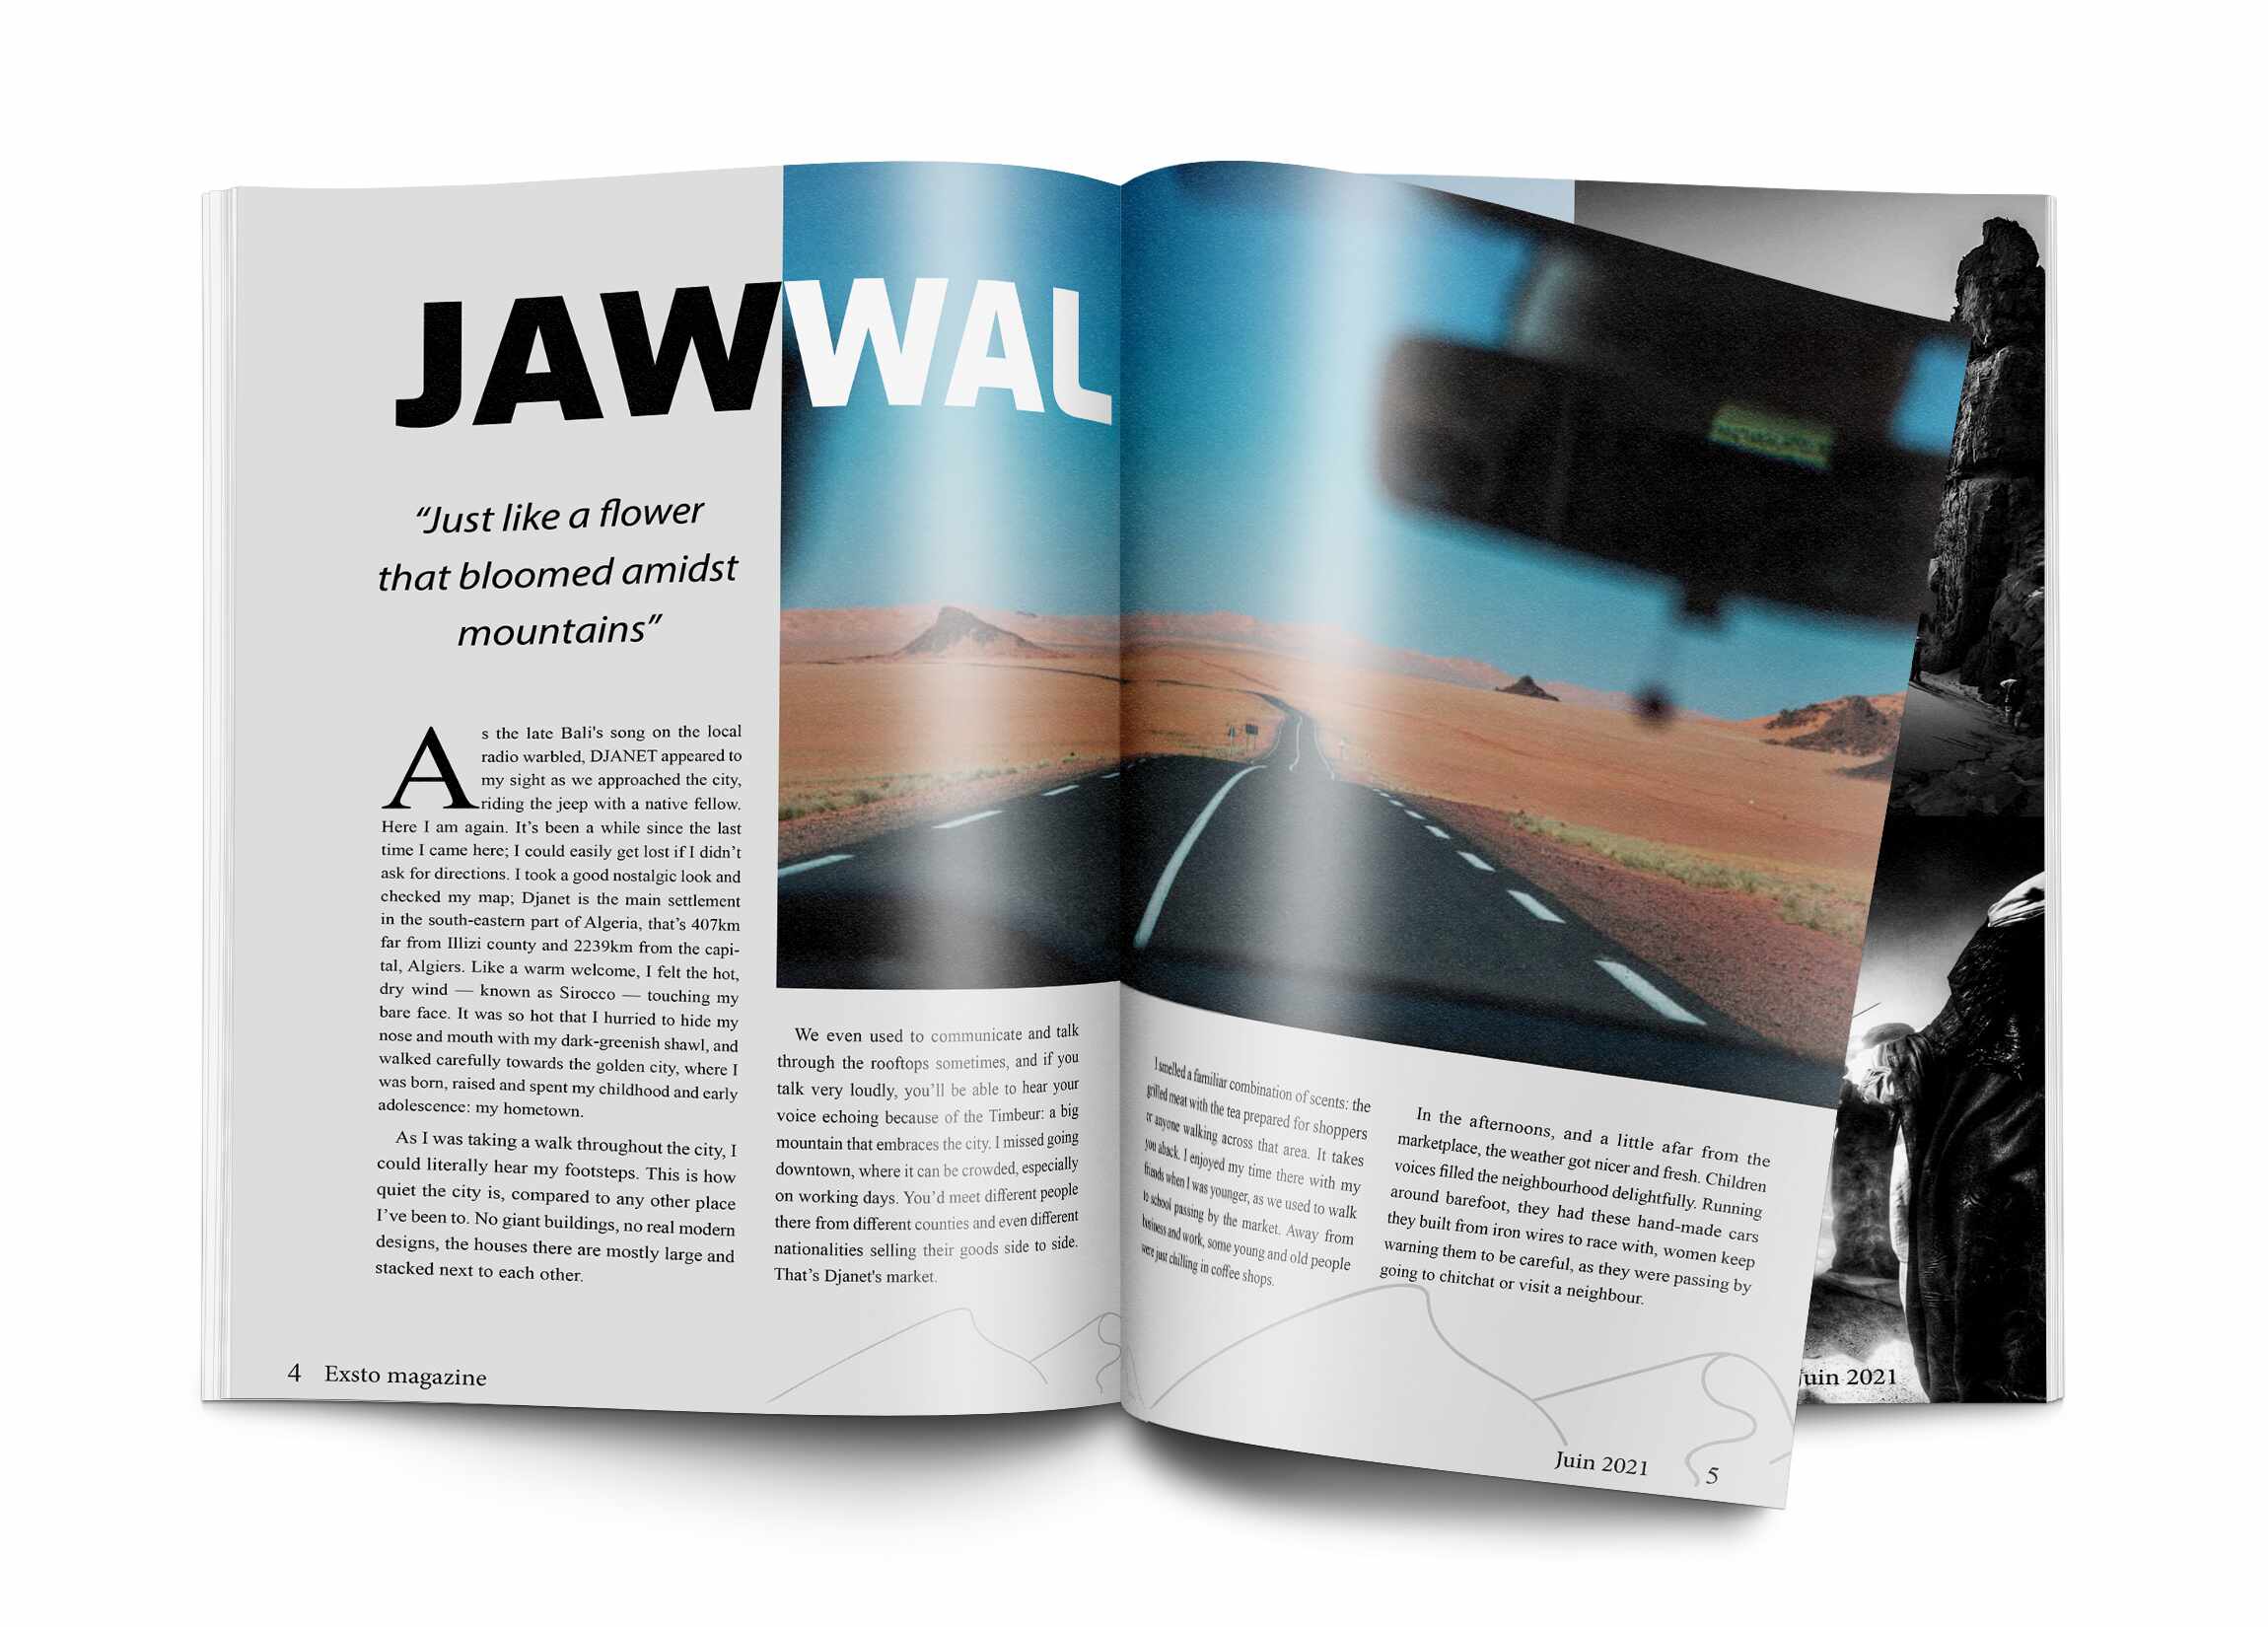 JAWWAL
“Just like a flower
that bloomed amidst
mountains”
As the late Bali's song on the local
radio warbled, DJANET appeared to
my sight as we approached the city,
riding the jeep with a native fellow.
Here I am again. It’s been a while since the last
time I came here; I could easily get lost if I didn’t
ask for directions. I took a good nostalgic look and
checked my map; Djanet is the main settlement
in the south-eastern part of Algeria, that’s 407km
far from Illizi county and 2239km from the capi-
tal, Algiers. Like a warm welcome, I felt the hot,
dry wind — known as Sirocco — touching my
bare face. It was so hot that I hurried to hide my
nose and mouth with my dark-greenish shawl, and
walked carefully towards the golden city, where I
was born, raised and spent my childhood and early
adolescence: my hometown.
As I was taking a walk throughout the city, I
could literally hear my footsteps. This is how
quiet the city is, compared to any other place
I’ve been to. No giant buildings, no real modern
designs, the houses there are mostly large and
stacked next to each other.
We even used to communicate and talk
through the rooftops sometimes, and if you
talk very loudly, you’ll be able to hear your
voice echoing because of the Timbeur: a big
mountain that embraces the city. I missed going
downtown, where it can be crowded, especially
on working days. You’d meet different people
there from different counties and even different
nationalities selling their goods side to side.
That’s Djanet's market.
I smelled a familiar combination of scents: the
grilled meat with the tea prepared for shoppers
or anyone walking across that area. It takes
you aback. I enjoyed my time there with my
friends when I was younger, as we used to walk
to school passing by the market. Away from
business and work, some young and old people
were just chilling in coffee shops.
In the afternoons, and a little afar from the
marketplace, the weather got nicer and fresh. Children
voices filled the neighbourhood delightfully. Running
around barefoot, they had these hand-made cars
they built from iron wires to race with, women keep
warning them to be careful, as they were passing by
going to chitchat or visit a neighbour.
4 Exsto magazine
Juin 2021 5
Juin 2021